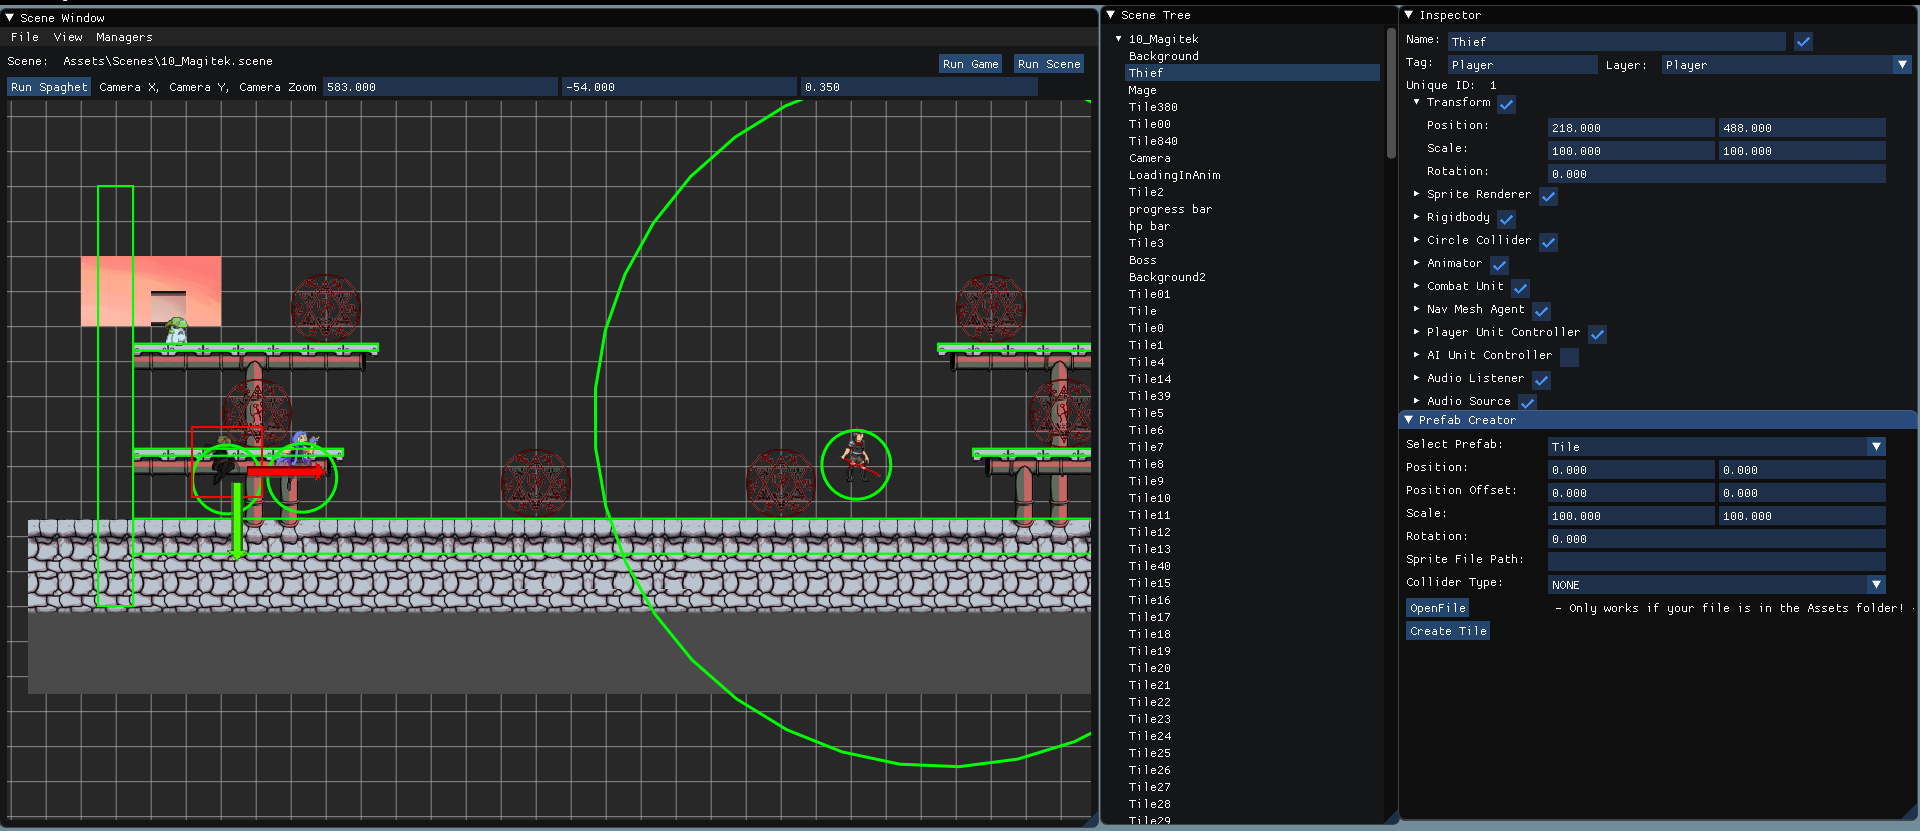 Scene Window
File View Managers
Scene: Assets\Scenes\10_Magitek.scene
Run Game Run Scene
Run Spaghet Camera X, Camera Y, Camera Zoom 583.000 -54.000 0.350
Scene Tree
10_Magitek
Background
Thief
Mage
Tile380
Tile00
Tile840
Camera
LoadingInAnim
Tile2
progress bar
hp bar
Tile3
Boss
Background2
Tile01
Tile
Tile0
Tile1
Tile4
Tile14
Tile39
Tile5
Tile6
Tile7
Tile8
Tile9
Tile10
Tile11
Tile12
Tile13
Tile40
Tile15
Tile16
Tile17
Tile18
Tile19
Tile20
Tile21
Tile22
Tile23
Tile24
Tile25
Tile26
Tile27
Tile28
Tile29
Inspector
Name: Thief
Tag: Player Layer: Player
Unique ID: 1
Transform
Position: 218.000 488.000
Scale: 100.000 100.000
Rotation: 0.000
Sprite Renderer
Rigidbody
Circle Collider
Animator
Combat Unit
Nav Mesh Agent
Player Unit Controller
AI Unit Controller
Audio Listener
Audio Source
Prefab Creator
Select Prefab: Tile
Position: 0.000 0.000
Position Offset: 0.000 0.000
Scale: 100.000 100.000
Rotation: 0.000
Sprite File Path:
Collider Type: NONE
OpenFile - Only works if your file is in the Assets folder! -
Create Tile